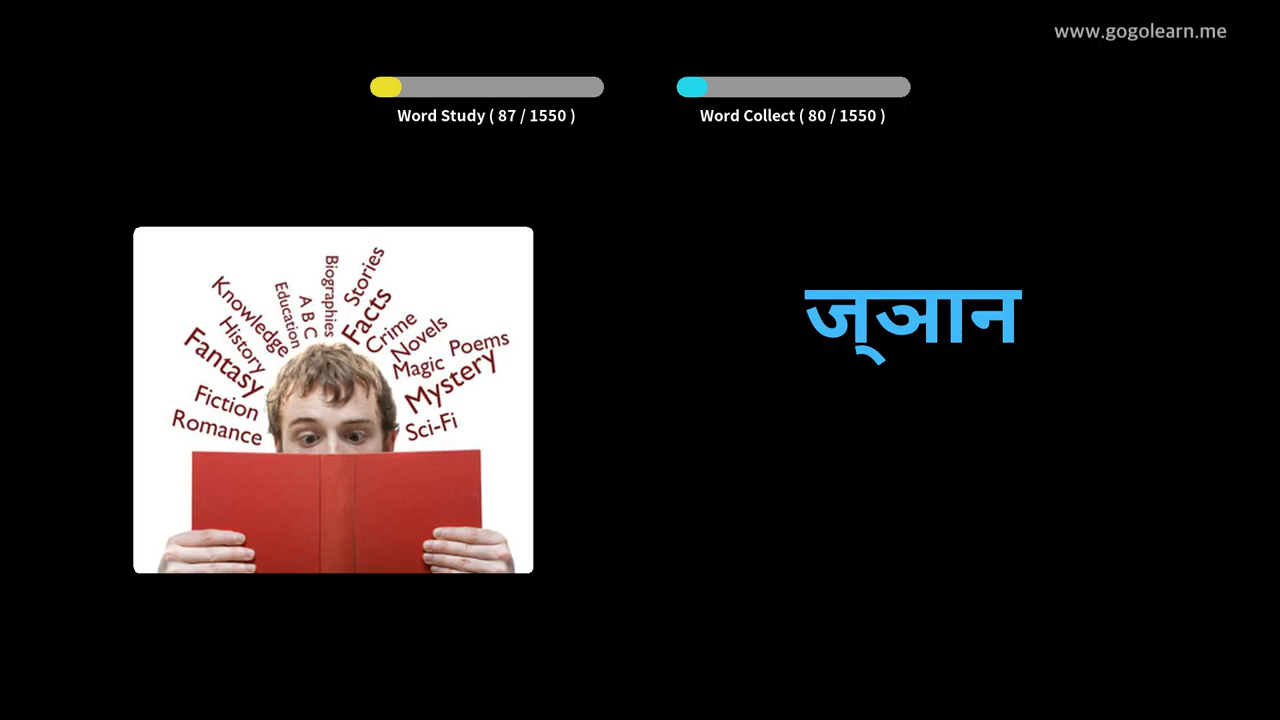 www.gogolearn.me
Word Study ( 87 / 1550 )
Word Collect ( 80 / 1550 )
Stories
Biographies
Facts
A B C
Education
Knowledge
Crime
Novels
History
Poems
Magic
Fantasy
Mystery
Fiction
Sci-Fi
Romance
ज्ञान